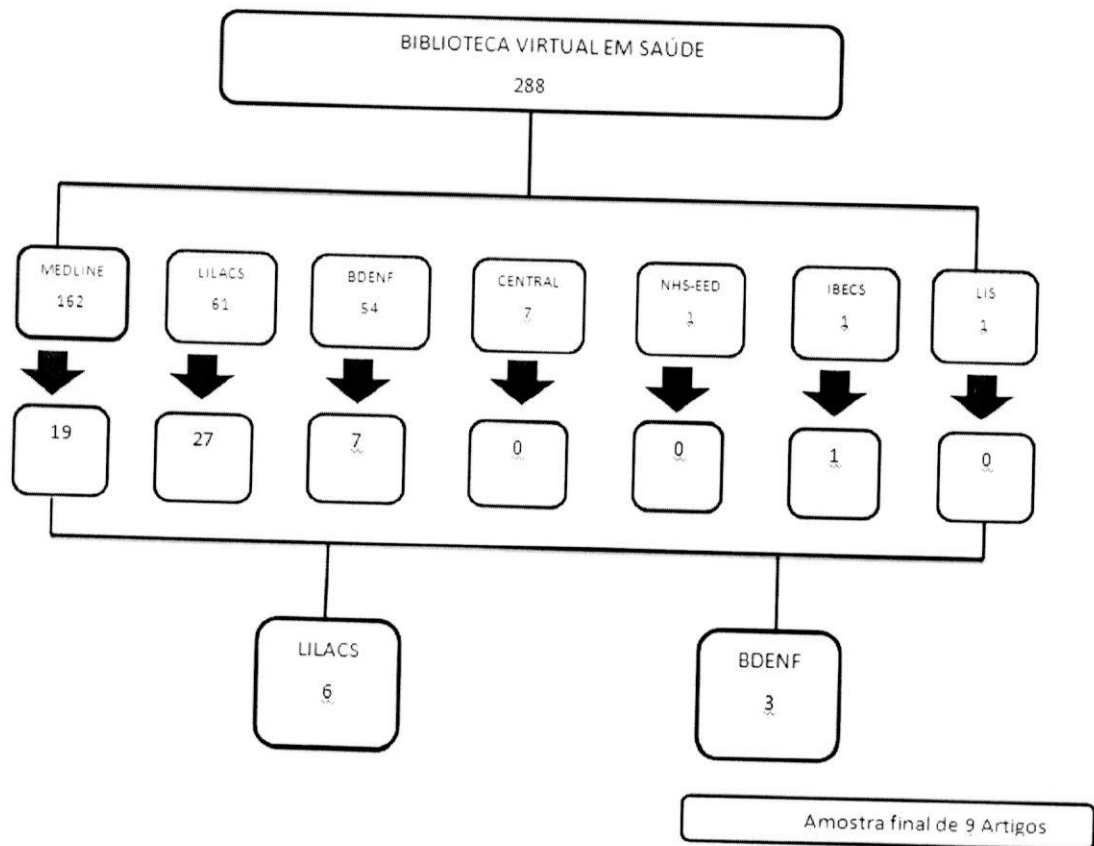 BIBLIOTECA VIRTUAL EM SAÚDE
288
MEDLINE
162
LILACS
61
BDENF
54
CENTRAL
7
NHS-EED
1
IBECS
1
LIS
1
19
27
7
0
0
1
0
LILACS
6
BDENF
3
Amostra final de 9 Artigos